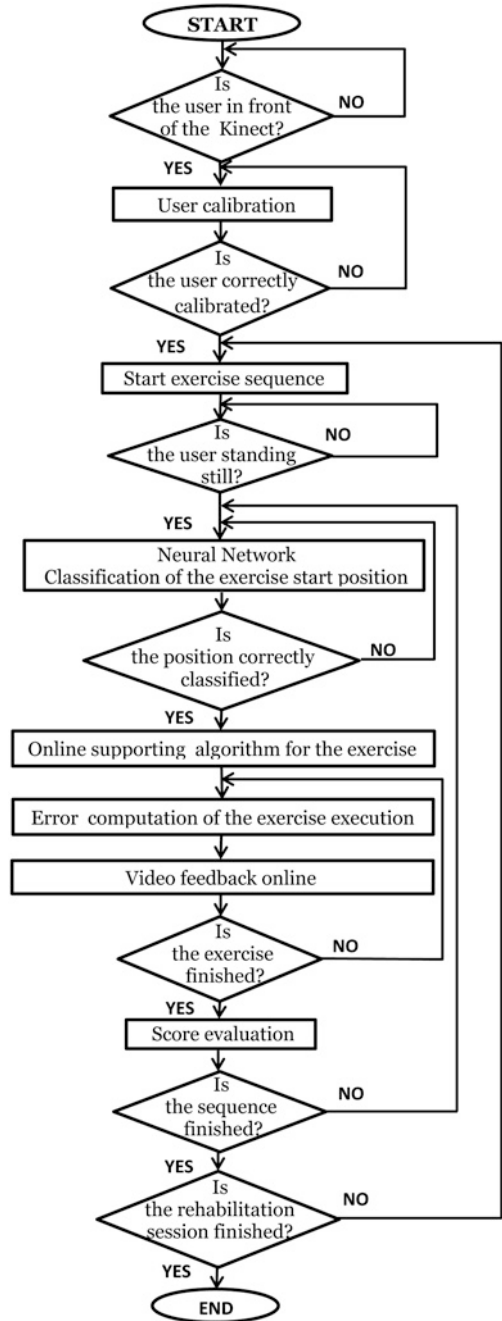 START
Is
the user in front
of the Kinect?
NO
YES
User calibration
Is
the user correctly
calibrated?
NO
YES
Start exercise sequence
Is
the user standing
still?
NO
YES
Neural Network
Classification of the exercise start position
Is
the position correctly
classified?
NO
YES
Online supporting algorithm for the exercise
Error computation of the exercise execution
Video feedback online
Is
the exercise
finished?
NO
YES
Score evaluation
Is
the sequence
finished?
NO
YES
Is
the rehabilitation
session finished?
NO
YES
END